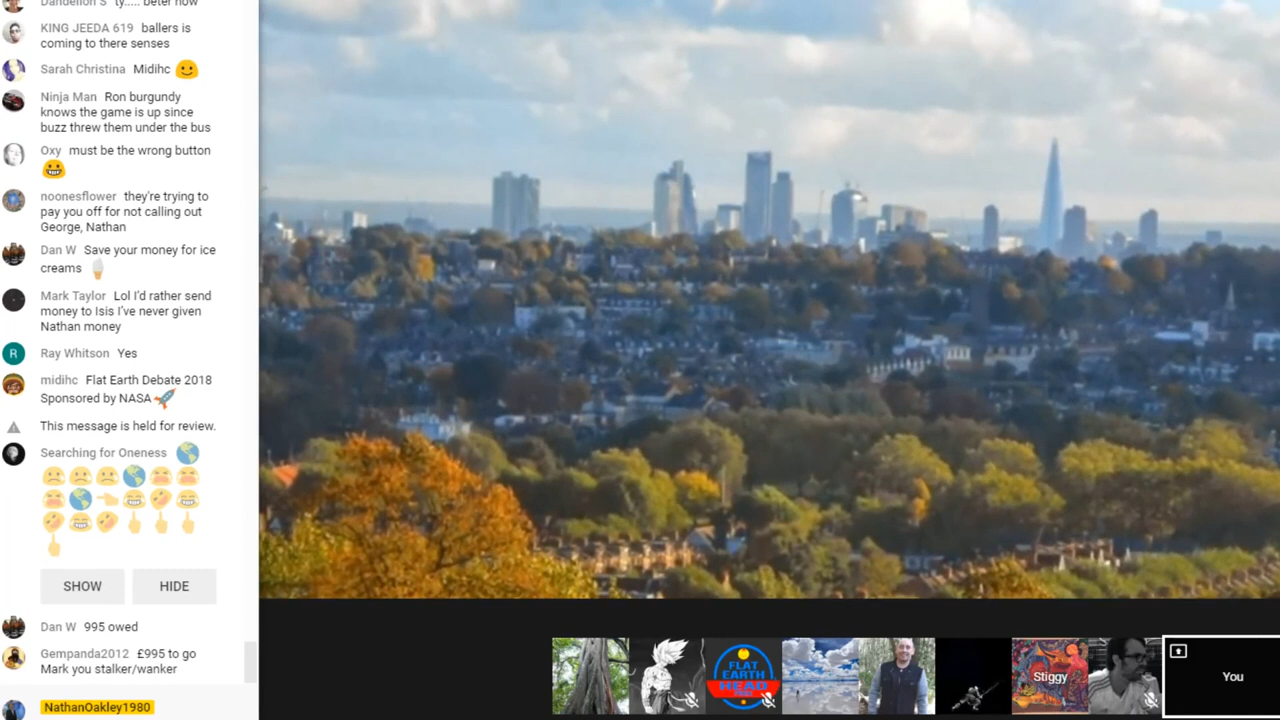 Dandelion S ty..... beter now
KING JEEDA 619 ballers is
coming to there senses
Sarah Christina Midihc
Ninja Man Ron burgundy
knows the game is up since
buzz threw them under the bus
Oxy must be the wrong button
noonesflower they're trying to
pay you off for not calling out
George, Nathan
Dan W Save your money for ice
creams
Mark Taylor Lol I'd rather send
money to Isis I've never given
Nathan money
Ray Whitson Yes
midihc Flat Earth Debate 2018
Sponsored by NASA
This message is held for review.
Searching for Oneness
SHOW HIDE
Dan W 995 owed
Gempanda2012 £995 to go
Mark you stalker/wanker
NathanOakley1980
R
FLAT
EARTH
HEAD
Stiggy
You